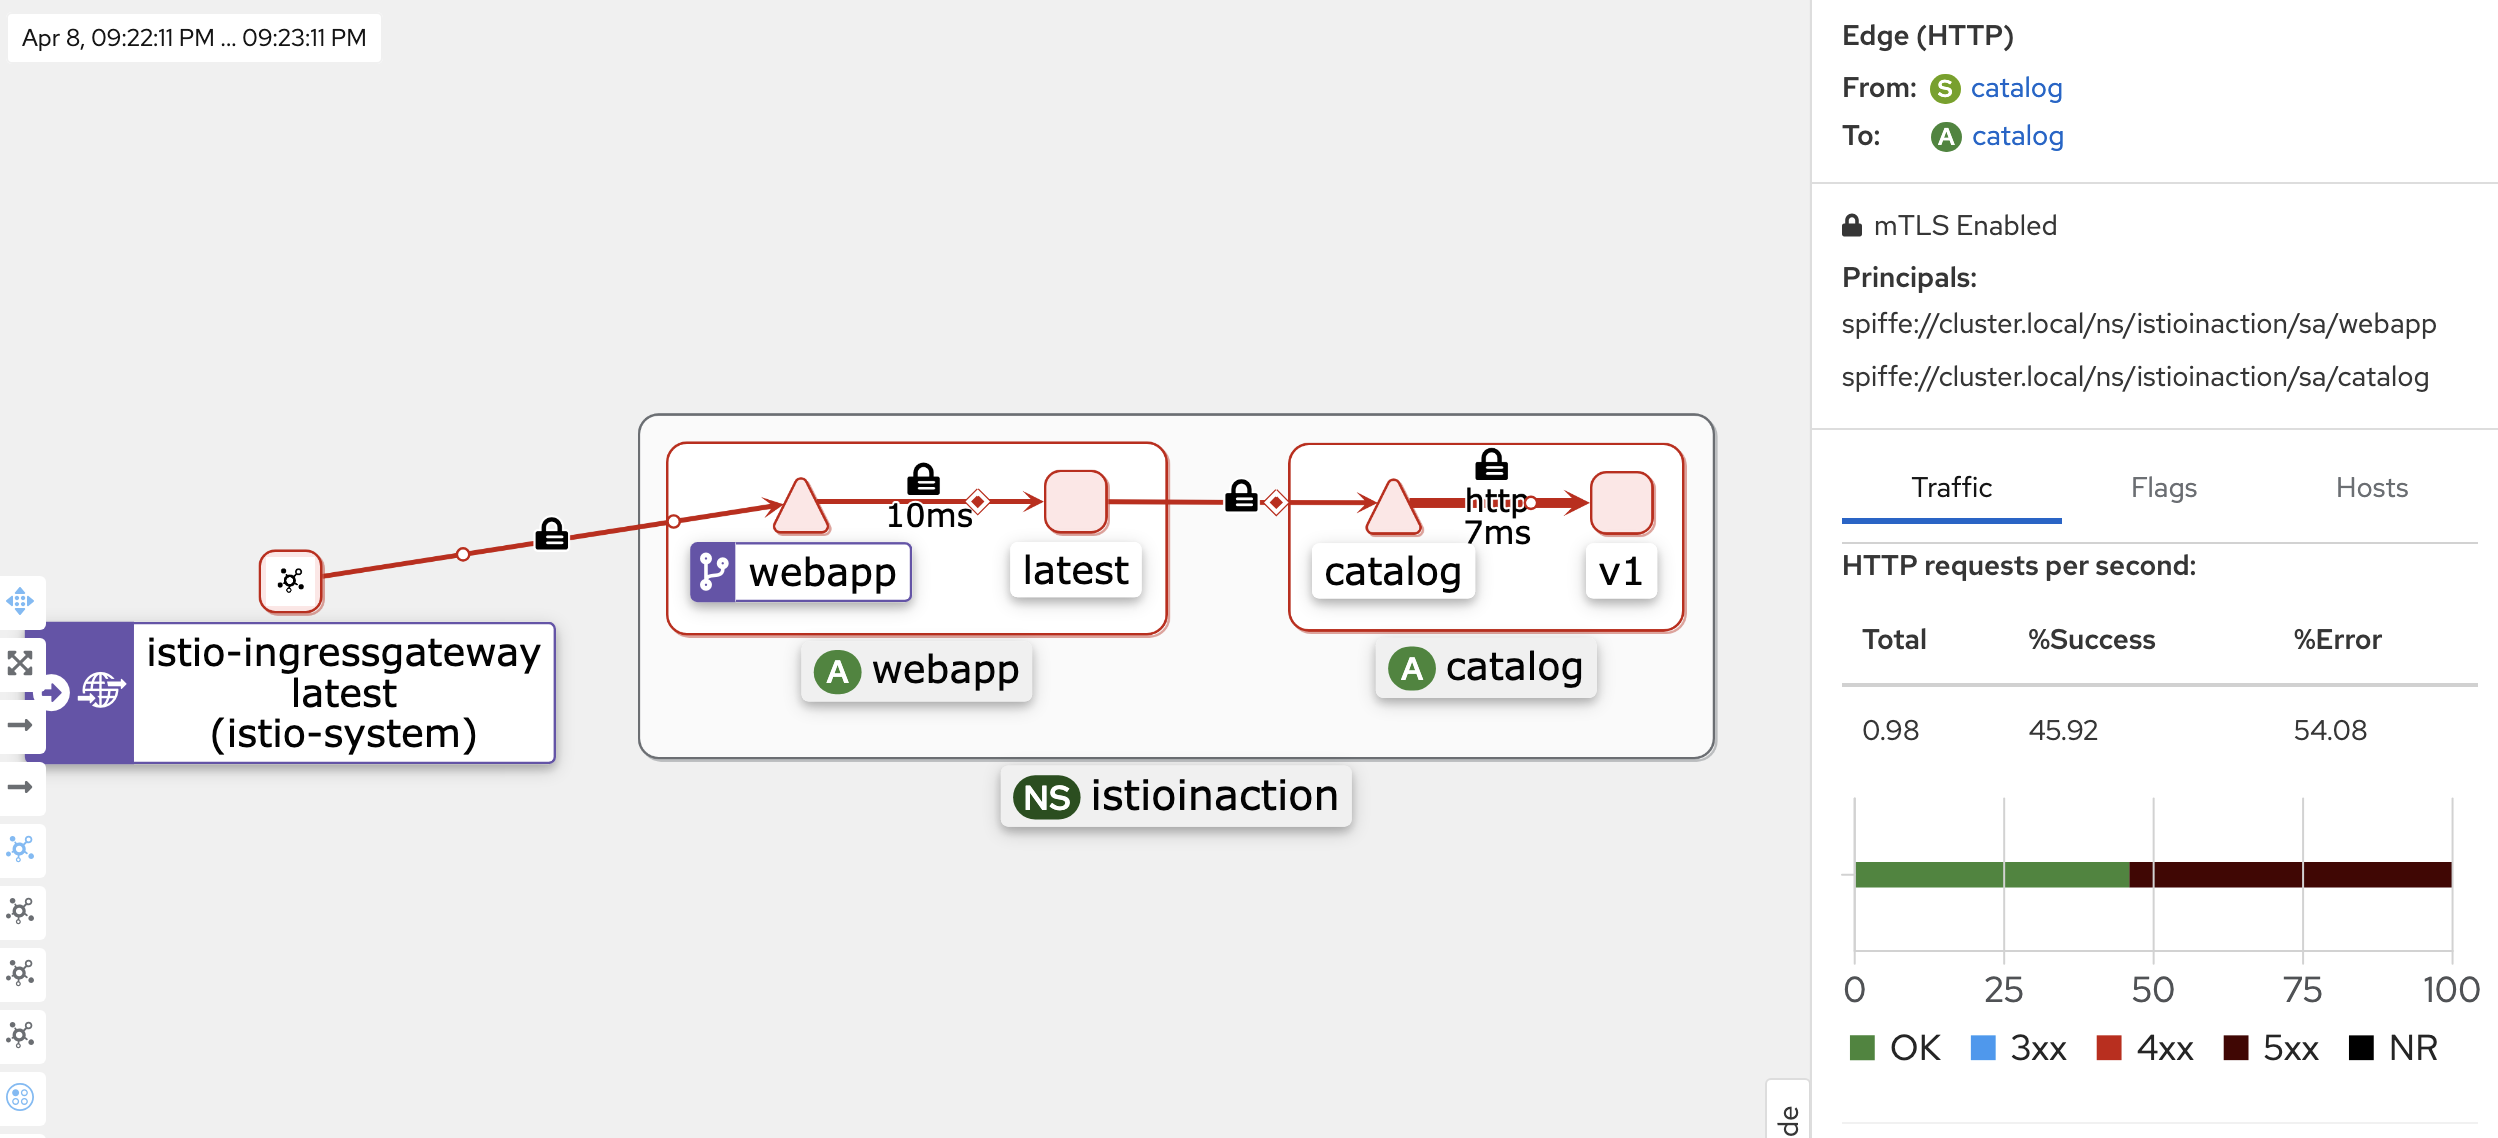 Apr 8, 09:22:11 PM ... 09:23:11 PM
istio-ingressgateway
latest
(istio-system)
10ms
webapp
latest
A webapp
http
7ms
catalog
v1
A catalog
NS istioinaction
de
Edge (HTTP)
From: S catalog
To: A catalog
mTLS Enabled
Principals:
spiffe://cluster.local/ns/istioinaction/sa/webapp
spiffe://cluster.local/ns/istioinaction/sa/catalog
Traffic Flags Hosts
HTTP requests per second:
Total %Success %Error
0.98 45.92 54.08
0 25 50 75 100
OK 3xx 4xx 5xx NR